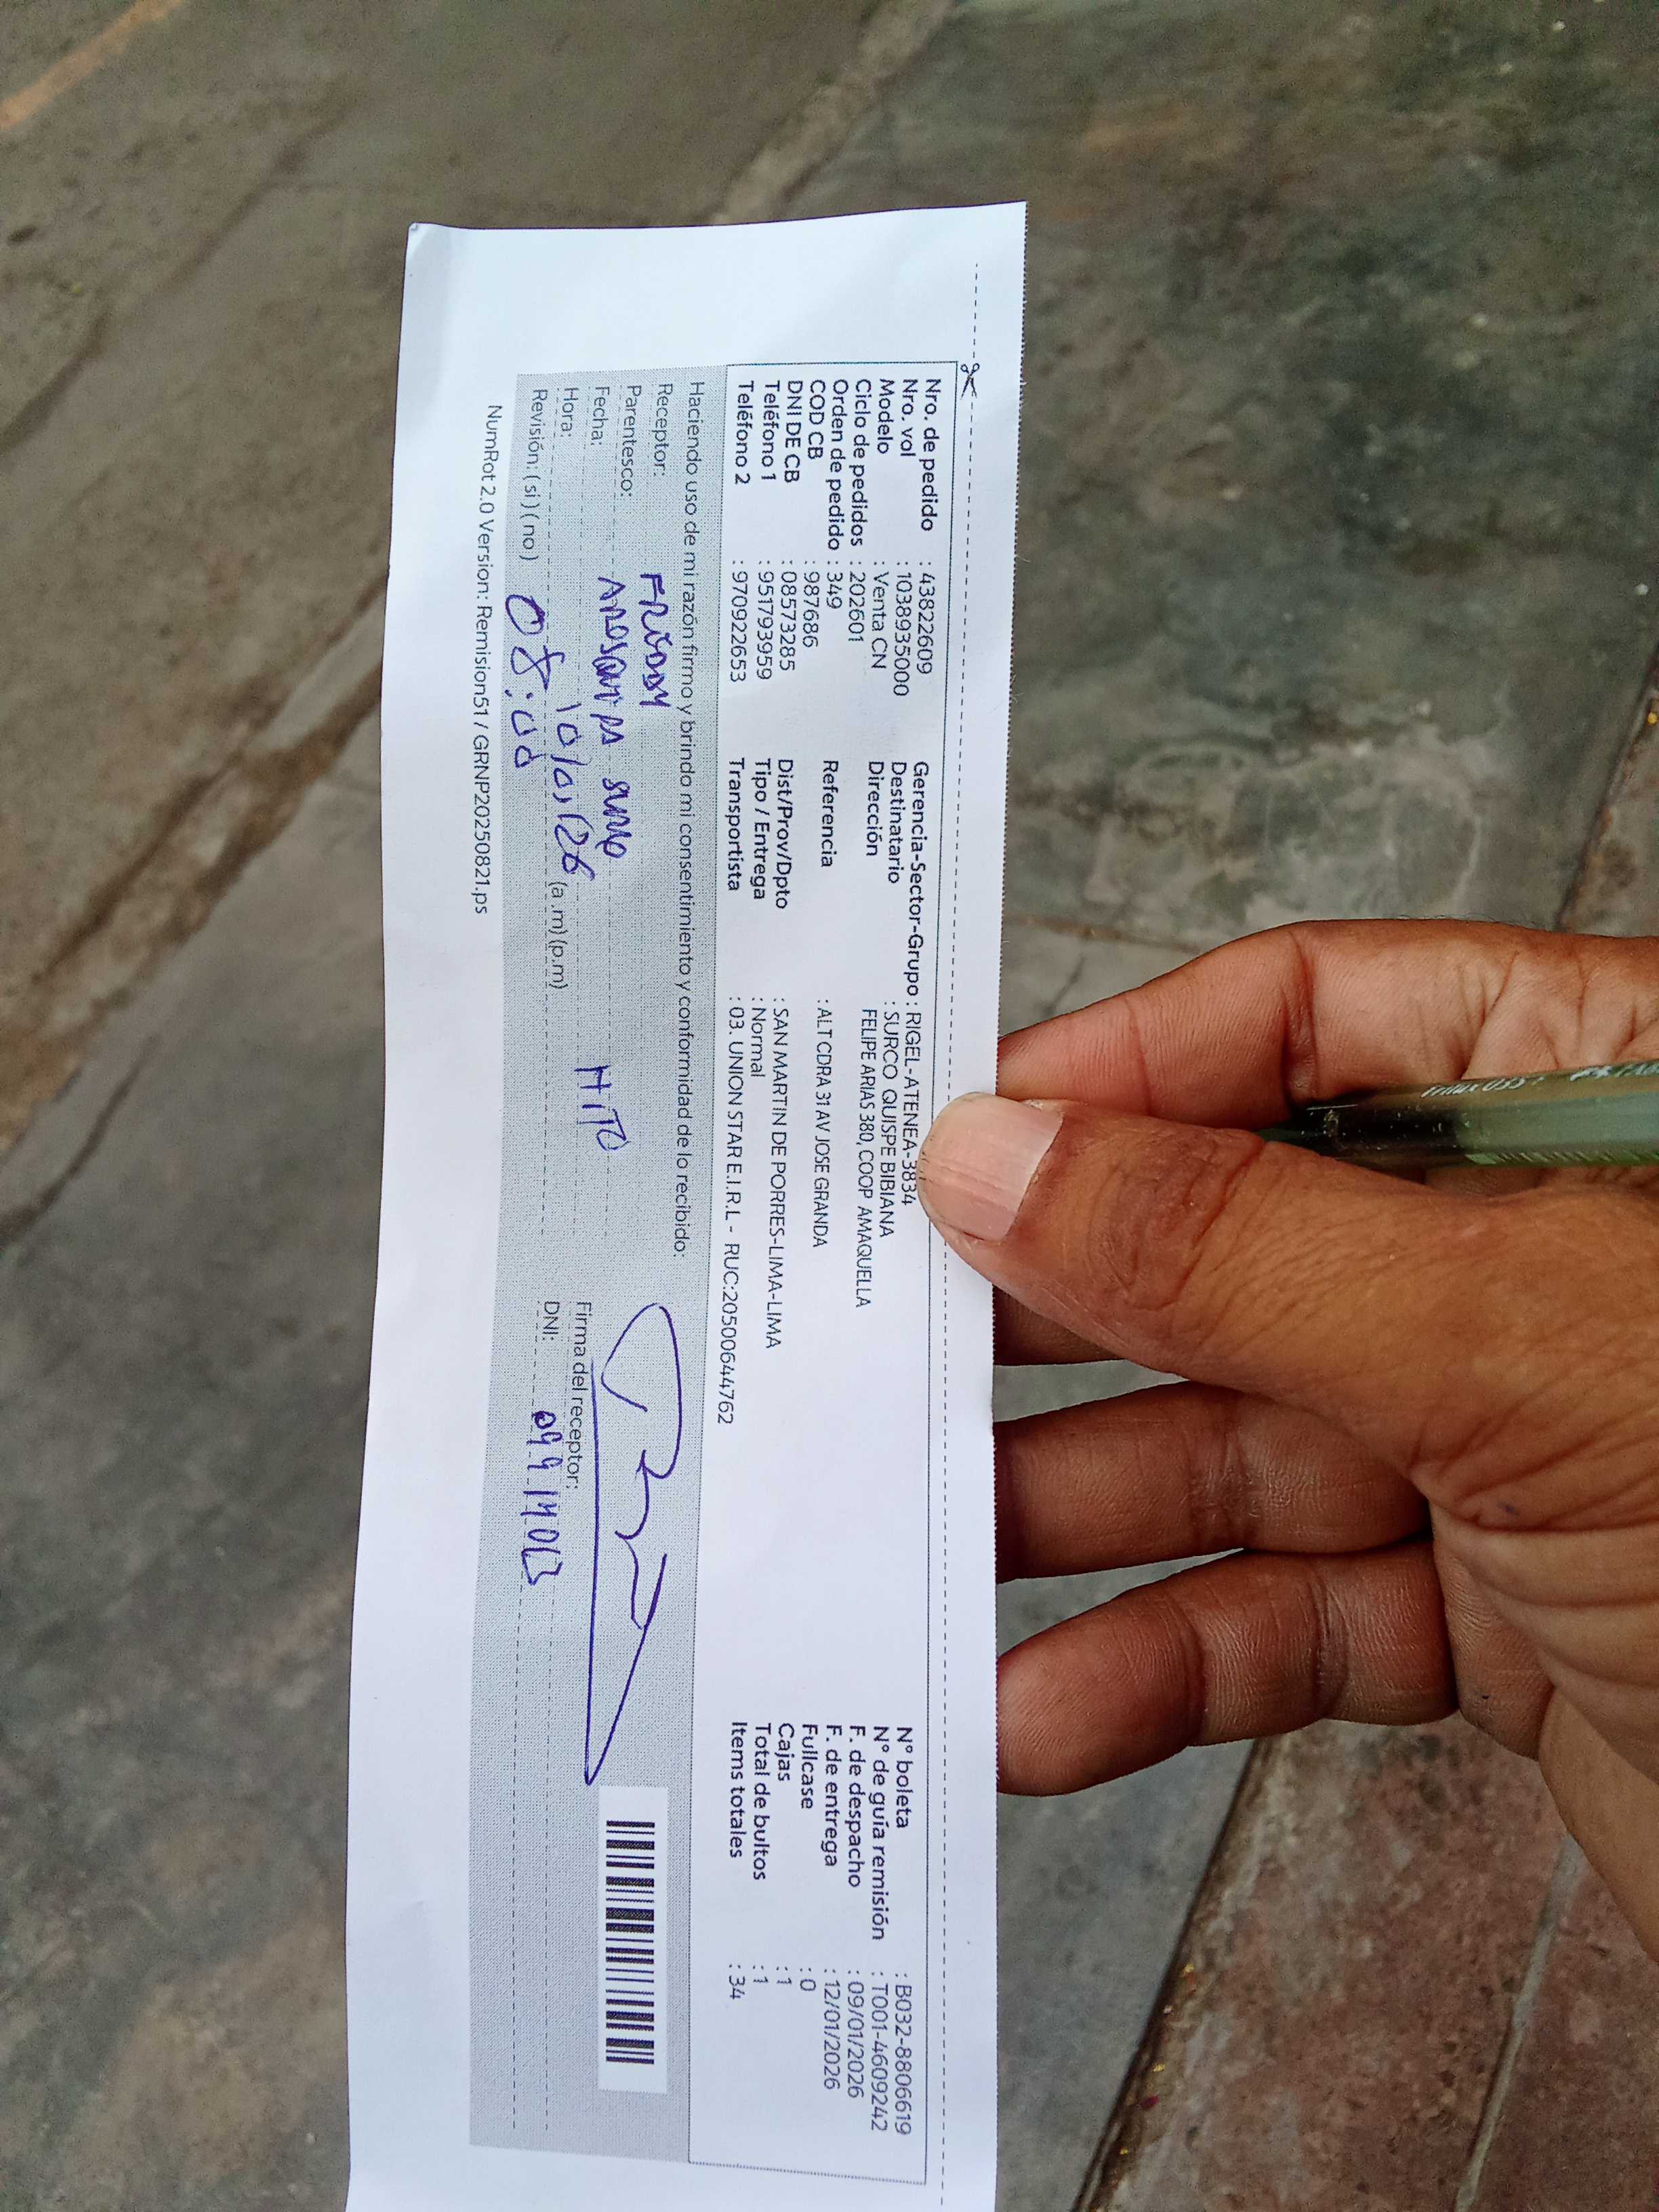 Nro. de pedido : 43822609
Nro. vol : 1038935000
Modelo : Venta CN
Ciclo de pedidos : 202601
Orden de pedido : 349
COD CB : 987686
DNI DE CB : 08573285
Teléfono 1 : 951793959
Teléfono 2 : 970922653
Gerencia-Sector-Grupo : RIGEL-ATENEA-3834
Destinatario : SURCO QUISPE BIBIANA
Dirección FELIPE ARIAS 380, COOP AMAQUELLA
Referencia : ALT CDRA 31 AV JOSE GRANDA
Dist/Prov/Dpto : SAN MARTIN DE PORRES-LIMA-LIMA
Tipo / Entrega : Normal
Transportista : 03. UNION STAR E.I.R.L - RUC:20500644762
N° boleta : B032-8806619
N° de guía remisión : T001-4609242
F. de despacho : 09/01/2026
F. de entrega : 12/01/2026
Fullcase : 0
Cajas : 1
Total de bultos : 1
Items totales : 34
Haciendo uso de mi razón firmo y brindo mi consentimiento y conformidad de lo recibido:
Receptor: FREDDY
Parentesco: HIJO
Fecha: 10/01/26
Hora: 08:00 (a.m) (p.m)
Revisión: ( si ) ( no )
Firma del receptor:
DNI:
NumRot 2.0 Version: Remision51 / GRNP20250821.ps